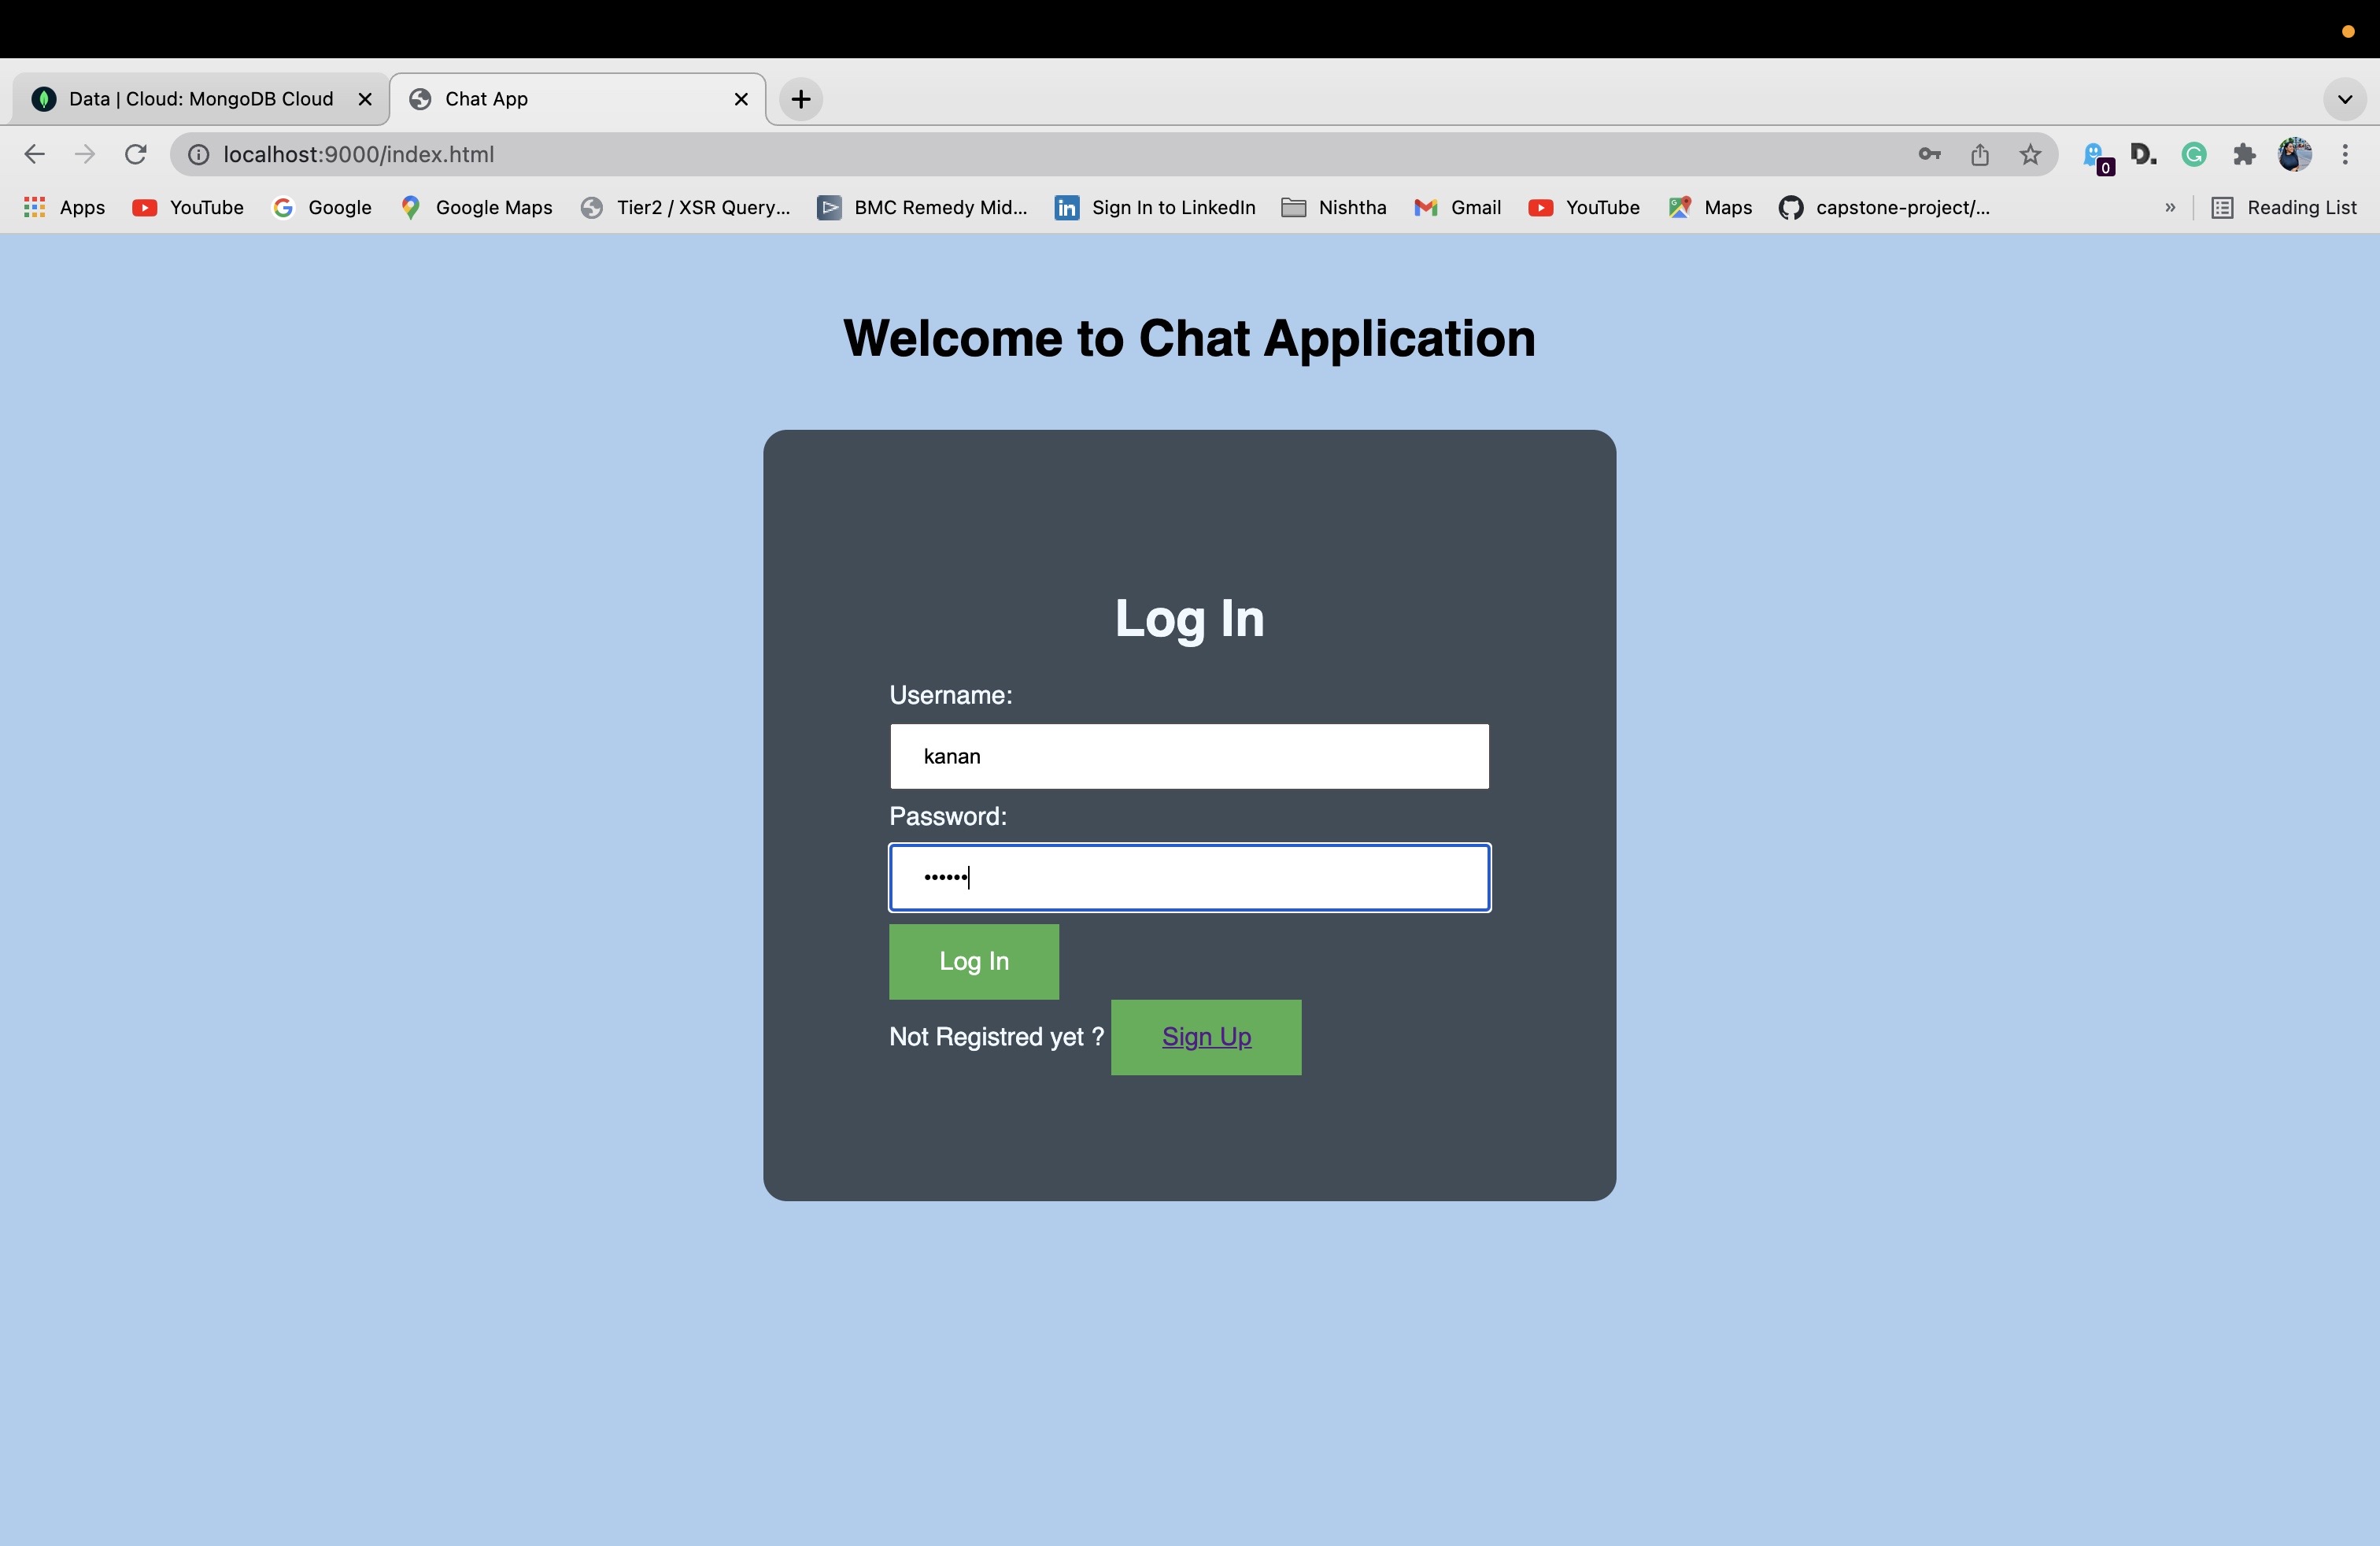 Data | Cloud: MongoDB Cloud
Chat App
localhost:9000/index.html
0
D.
Apps
YouTube
Google
Google Maps
Tier2 / XSR Query...
BMC Remedy Mid...
in
Sign In to LinkedIn
Nishtha
Gmail
YouTube
Maps
capstone-project/...
»
Reading List
Welcome to Chat Application
Log In
Username:
kanan
Password:
••••••
Log In
Not Registred yet ? Sign Up